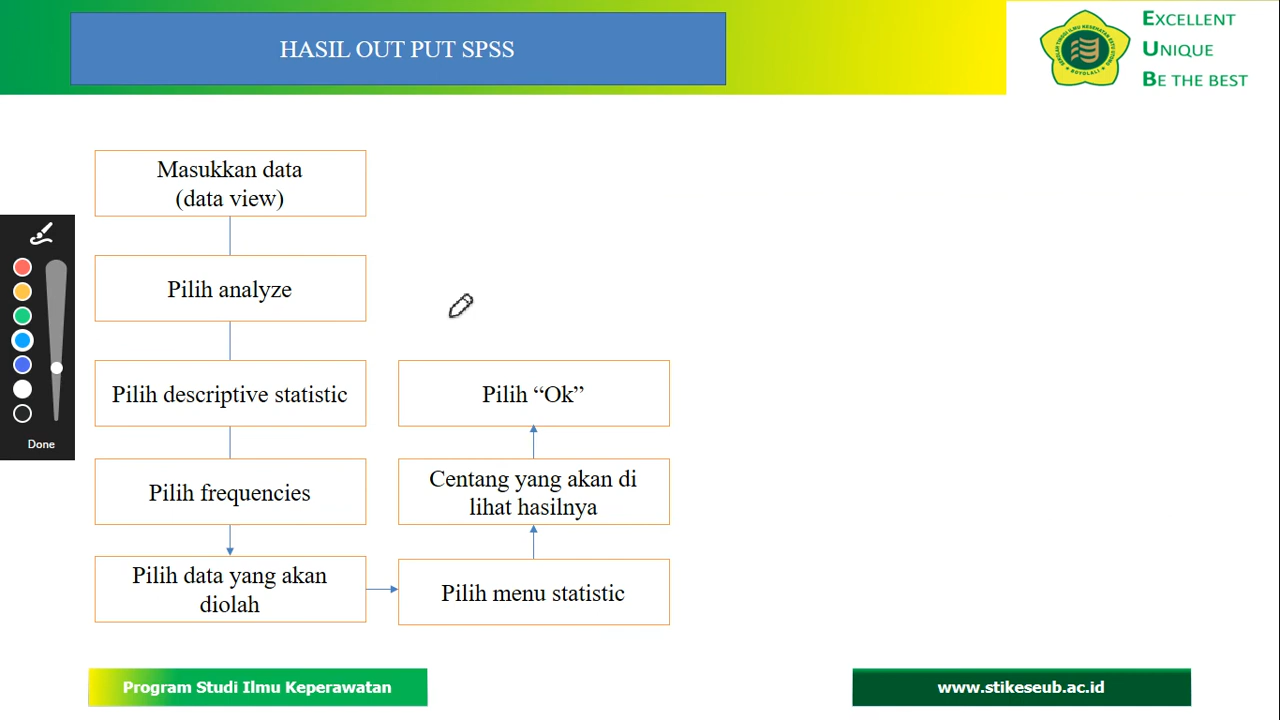 HASIL OUT PUT SPSS
EXCELLENT
UNIQUE
BE THE BEST
Masukkan data
(data view)
Pilih analyze
Pilih descriptive statistic
Pilih frequencies
Pilih data yang akan
diolah
Pilih menu statistic
Centang yang akan di
lihat hasilnya
Pilih “Ok”
Done
Program Studi Ilmu Keperawatan
www.stikeseub.ac.id